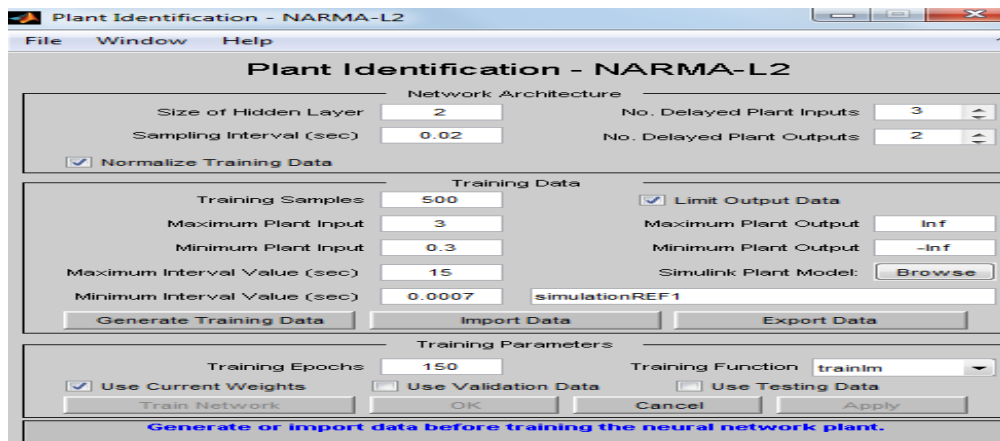 Plant Identification - NARMA-L2
File Window Help
Plant Identification - NARMA-L2
Network Architecture
Size of Hidden Layer 2 No. Delayed Plant Inputs 3
Sampling Interval (sec) 0.02 No. Delayed Plant Outputs 2
Normalize Training Data
Training Data
Training Samples 500 Limit Output Data
Maximum Plant Input 3 Maximum Plant Output Inf
Minimum Plant Input 0.3 Minimum Plant Output -Inf
Maximum Interval Value (sec) 15 Simulink Plant Model: Browse
Minimum Interval Value (sec) 0.0007 simulationREF1
Generate Training Data Import Data Export Data
Training Parameters
Training Epochs 150 Training Function trainlm
Use Current Weights Use Validation Data Use Testing Data
Train Network OK Cancel Apply
Generate or import data before training the neural network plant.